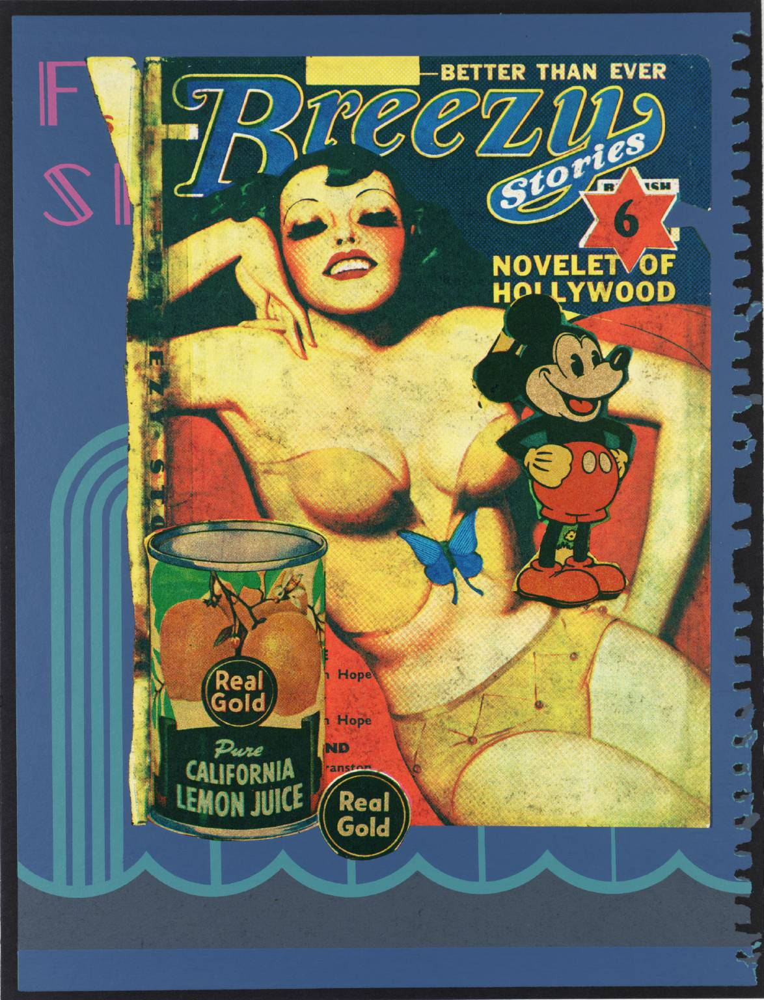 BETTER THAN EVER
Breezy
Stories
6
NOVELET OF
HOLLYWOOD
Hope
Hope
Real
Gold
Pure
CALIFORNIA
LEMON JUICE
Real
Gold